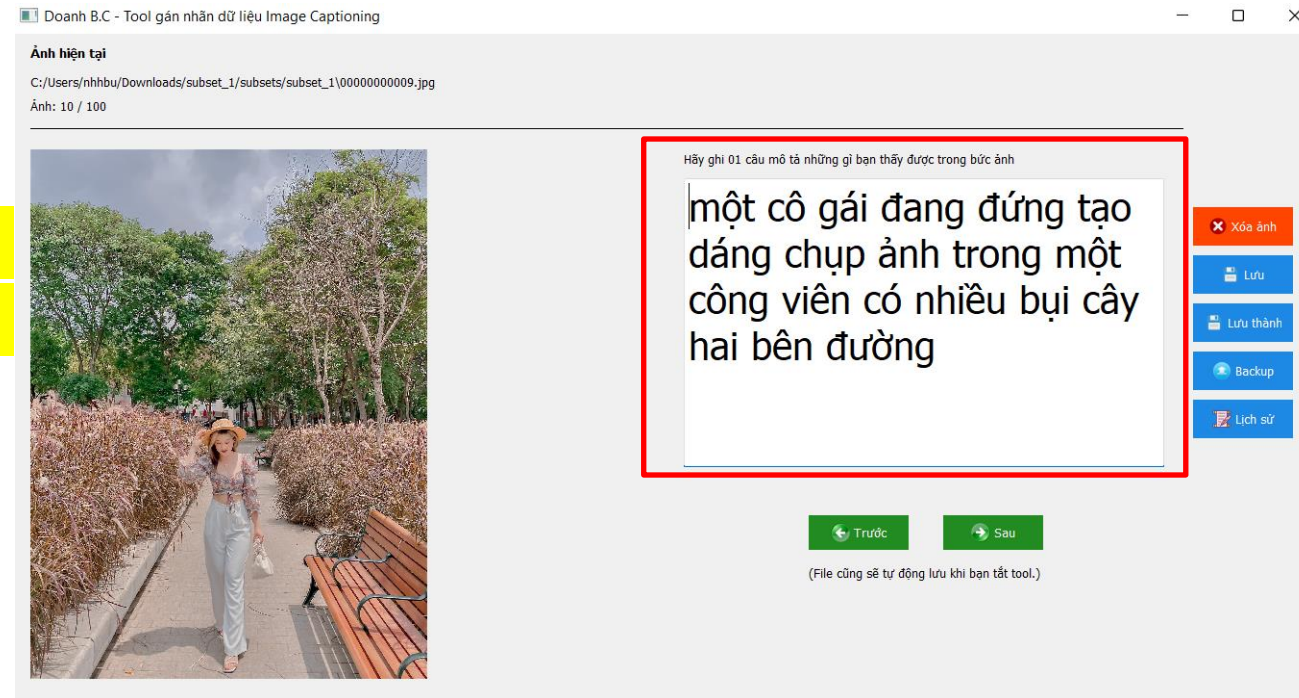 Doanh B.C - Tool gán nhãn dữ liệu Image Captioning
Ảnh hiện tại
C:/Users/nhhbu/Downloads/subset_1/subsets/subset_1\00000000009.jpg
Ảnh: 10 / 100
Hãy ghi 01 câu mô tả những gì bạn thấy được trong bức ảnh
một cô gái đang đứng tạo
dáng chụp ảnh trong một
công viên có nhiều bụi cây
hai bên đường
Xóa ảnh
Lưu
Lưu thành
Backup
Lịch sử
Trước
Sau
(File cũng sẽ tự động lưu khi bạn tắt tool.)